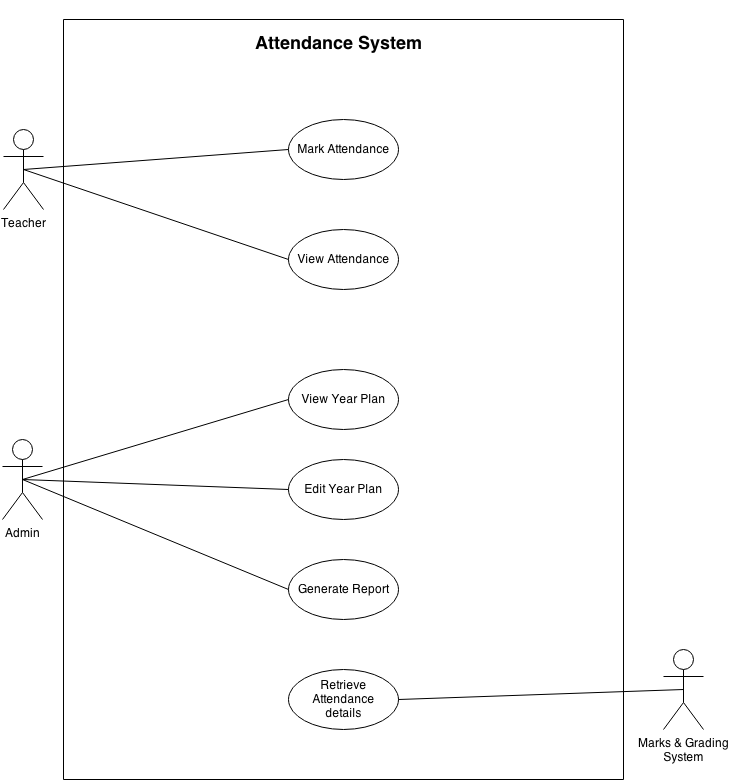 Attendance System
Mark Attendance
Teacher
View Attendance
View Year Plan
Edit Year Plan
Admin
Generate Report
Retrieve
Attendance
details
Marks & Grading
System